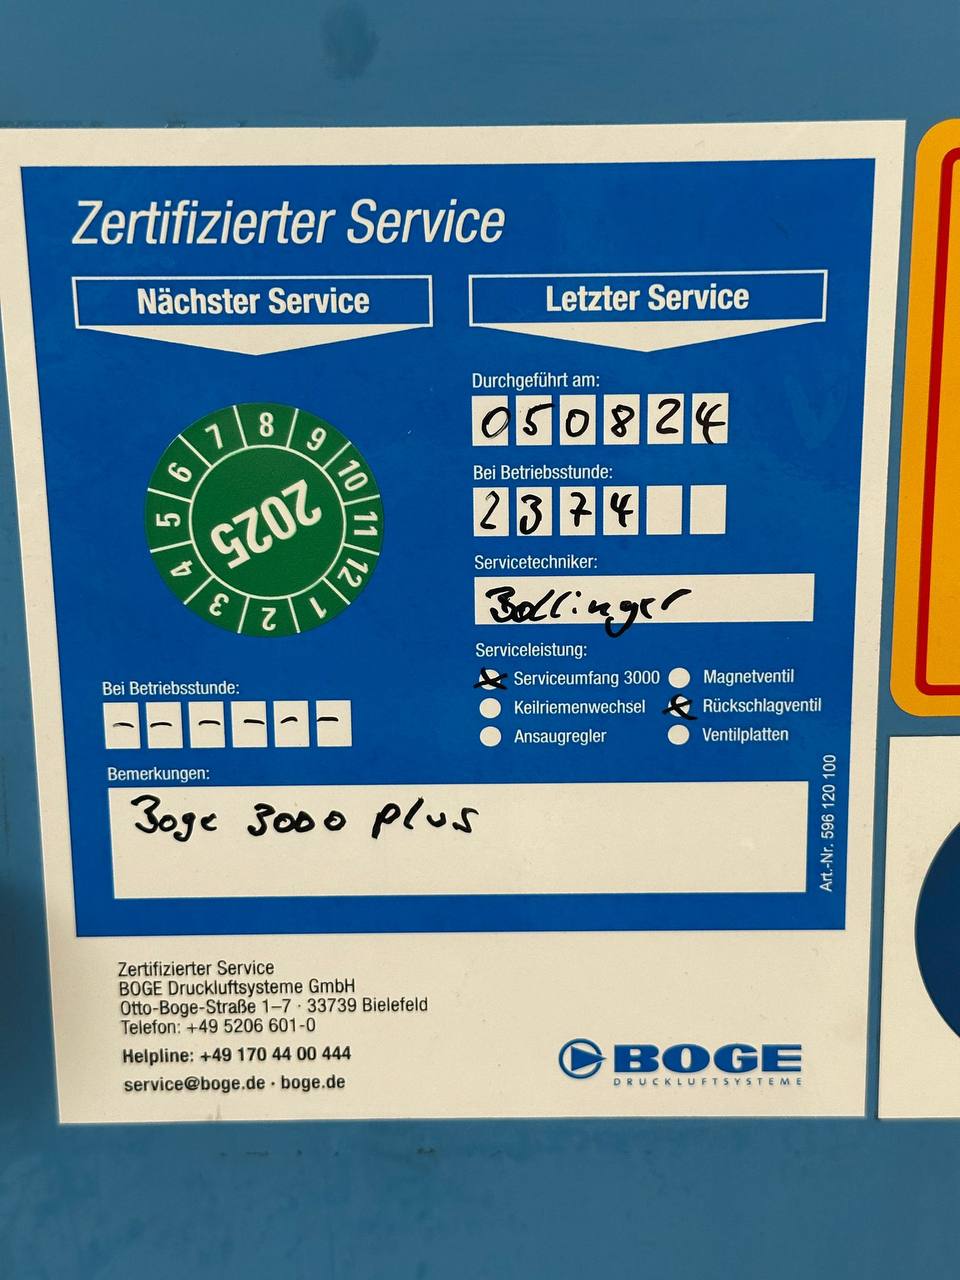 Zertifizierter Service
Nächster Service
Letzter Service
Durchgeführt am:
050824
Bei Betriebsstunde:
2374
Servicetechniker:
Bollinger
Serviceleistung:
Serviceumfang 3000
Magnetventil
Keilriemenwechsel
Rückschlagventil
Ansaugregler
Ventilplatten
1 2 3 4 5 6 7 8 9 10 11 12
2025
Bei Betriebsstunde:
– – – – – –
Bemerkungen:
Boge 3000 plus
Art.-Nr. 596 120 100
Zertifizierter Service
BOGE Druckluftsysteme GmbH
Otto-Boge-Straße 1–7 · 33739 Bielefeld
Telefon: +49 5206 601-0
Helpline: +49 170 44 00 444
service@boge.de · boge.de
BOGE
DRUCKLUFTSYSTEME